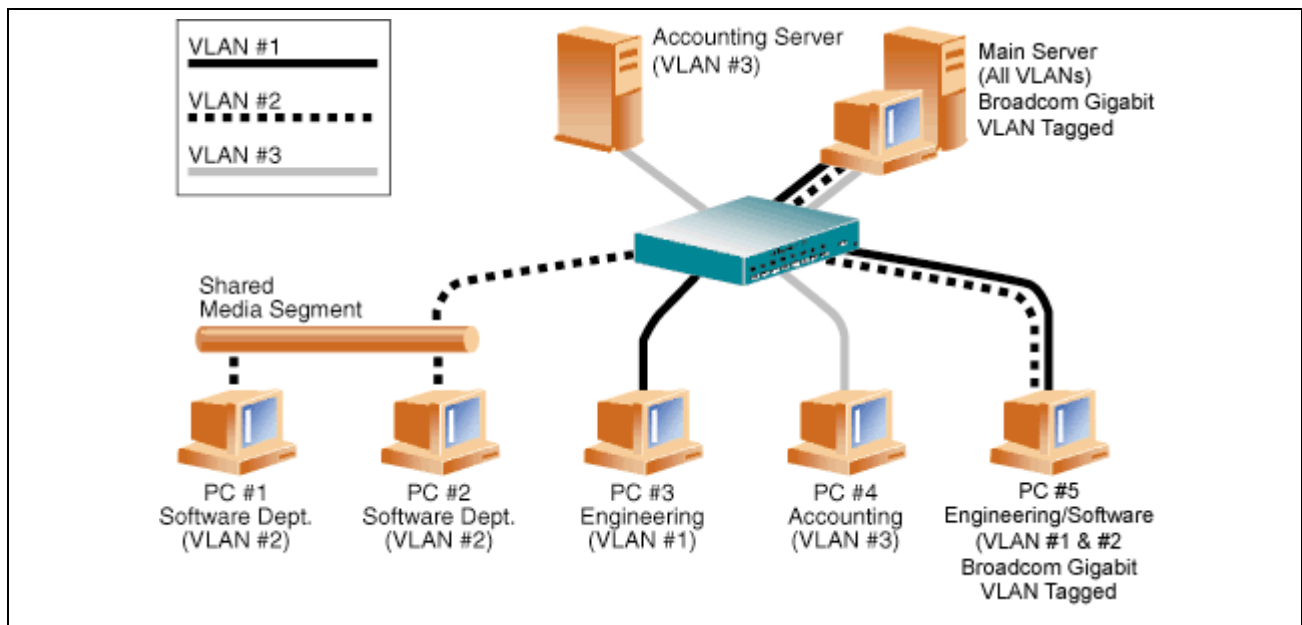 VLAN #1
VLAN #2
VLAN #3
Accounting Server
(VLAN #3)
Main Server
(All VLANs)
Broadcom Gigabit
VLAN Tagged
Shared
Media Segment
PC #1
Software Dept.
(VLAN #2)
PC #2
Software Dept.
(VLAN #2)
PC #3
Engineering
(VLAN #1)
PC #4
Accounting
(VLAN #3)
PC #5
Engineering/Software
(VLAN #1 & #2
Broadcom Gigabit
VLAN Tagged